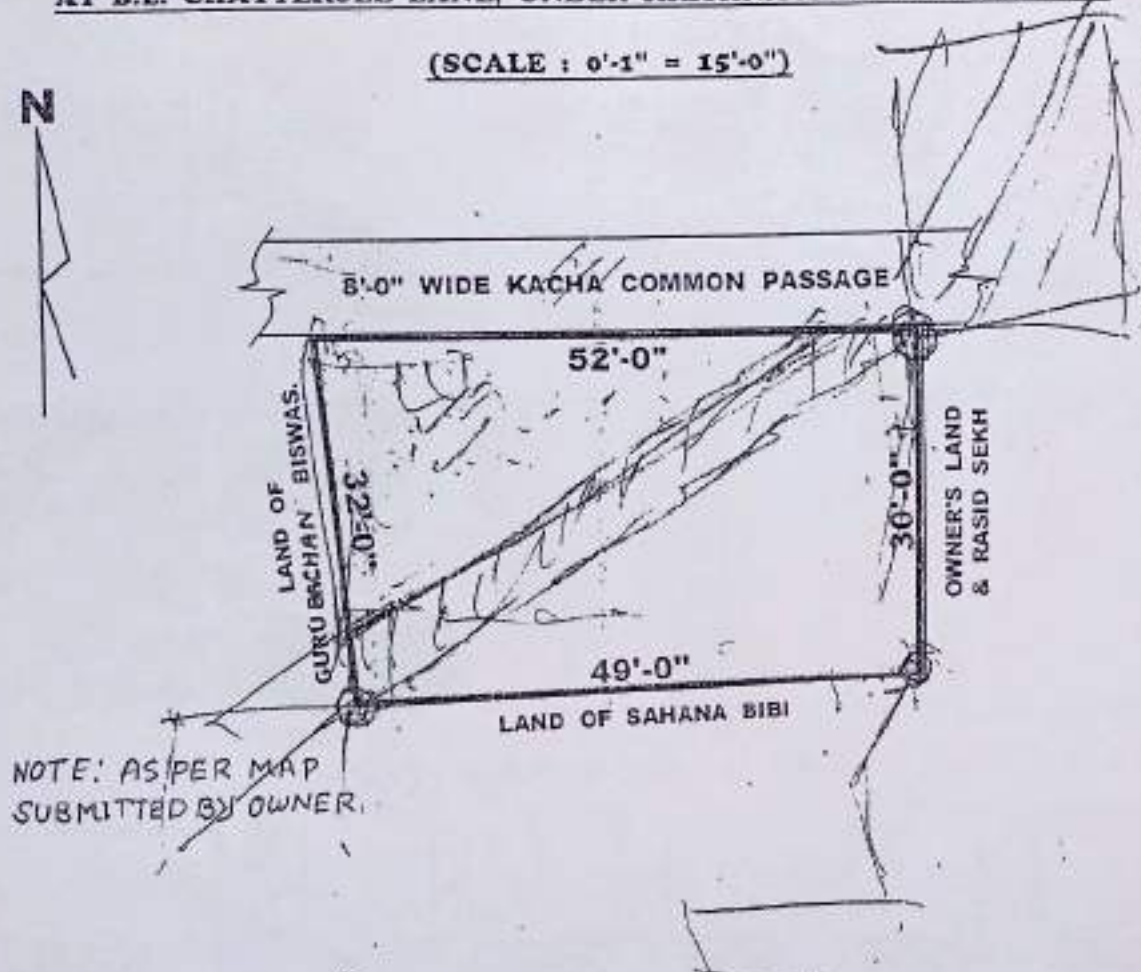 (SCALE : 0'-1" = 15'-0")
N
8'-0" WIDE KACHA COMMON PASSAGE
52'-0"
LAND OF
GURU BACHAN BISWAS.
32'-0"
30'-0"
OWNER'S LAND
& RASID SEKH
49'-0"
LAND OF SAHANA BIBI
NOTE: AS PER MAP
SUBMITTED BY OWNER.